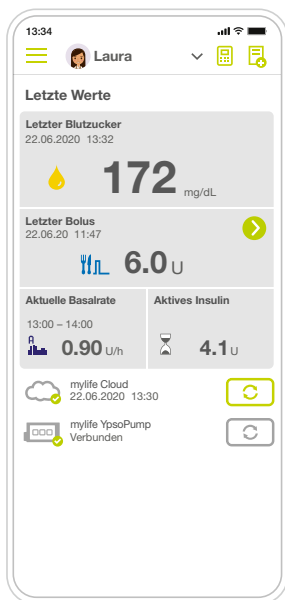 13:34
Laura
Letzte Werte
Letzter Blutzucker
22.06.2020 13:32
172 mg/dL
Letzter Bolus
22.06.20 11:47
6.0 U
Aktuelle Basalrate
13:00 – 14:00
A
0.90 U/h
Aktives Insulin
4.1 U
mylife Cloud
22.06.2020 13:30
mylife YpsoPump
Verbunden